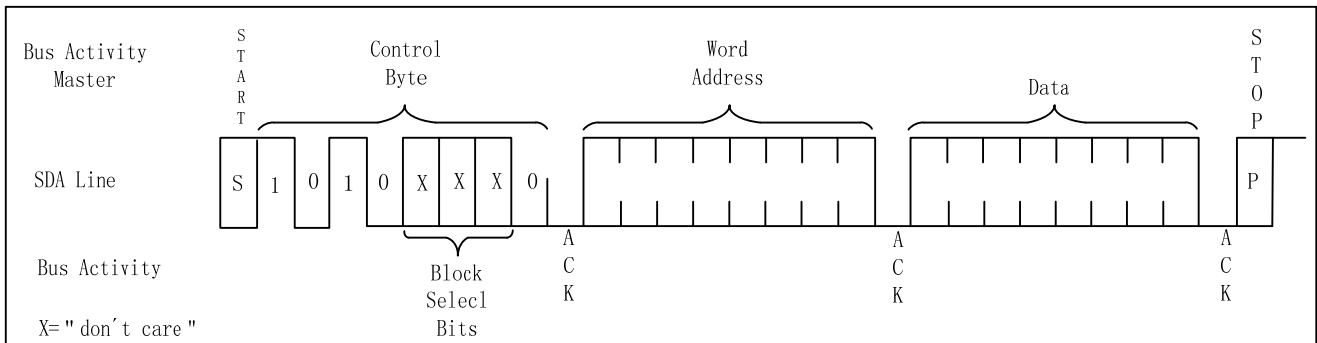 Bus Activity
Master
START
Control
Byte
Word
Address
Data
STOP
SDA Line
S 1 0 1 0 X X X 0
P
Bus Activity
Block
Selecl
Bits
ACK
ACK
ACK
X="don't care"